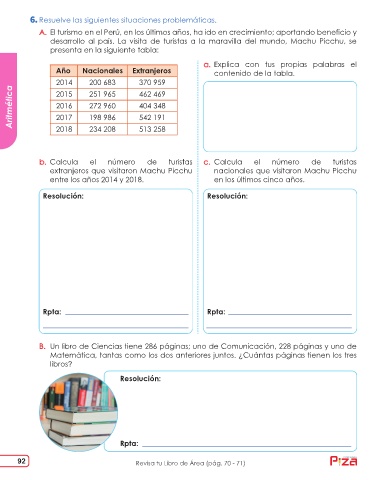 6. Resuelve las siguientes situaciones problemáticas.
A. El turismo en el Perú, en los últimos años, ha ido en crecimiento; aportando beneficio y
desarrollo al país. La visita de turistas a la maravilla del mundo, Machu Picchu, se
presenta en la siguiente tabla:
Año Nacionales Extranjeros
2014 200 683 370 959
2015 251 965 462 469
2016 272 960 404 348
2017 198 986 542 191
2018 234 208 513 258
a. Explica con tus propias palabras el
contenido de la tabla.
Aritmética
b. Calcula el número de turistas
extranjeros que visitaron Machu Picchu
entre los años 2014 y 2018.
Resolución:
Rpta:
c. Calcula el número de turistas
nacionales que visitaron Machu Picchu
en los últimos cinco años.
Resolución:
Rpta:
B. Un libro de Ciencias tiene 286 páginas; uno de Comunicación, 228 páginas y uno de
Matemática, tantas como los dos anteriores juntos. ¿Cuántas páginas tienen los tres
libros?
Resolución:
Rpta:
92
Revisa tu Libro de Área (pág. 70 - 71)